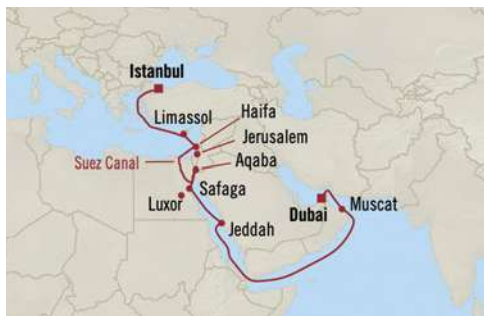 Istanbul
Limassol
Haifa
Jerusalem
Suez Canal
Aqaba
Safaga
Luxor
Dubai
Muscat
Jeddah